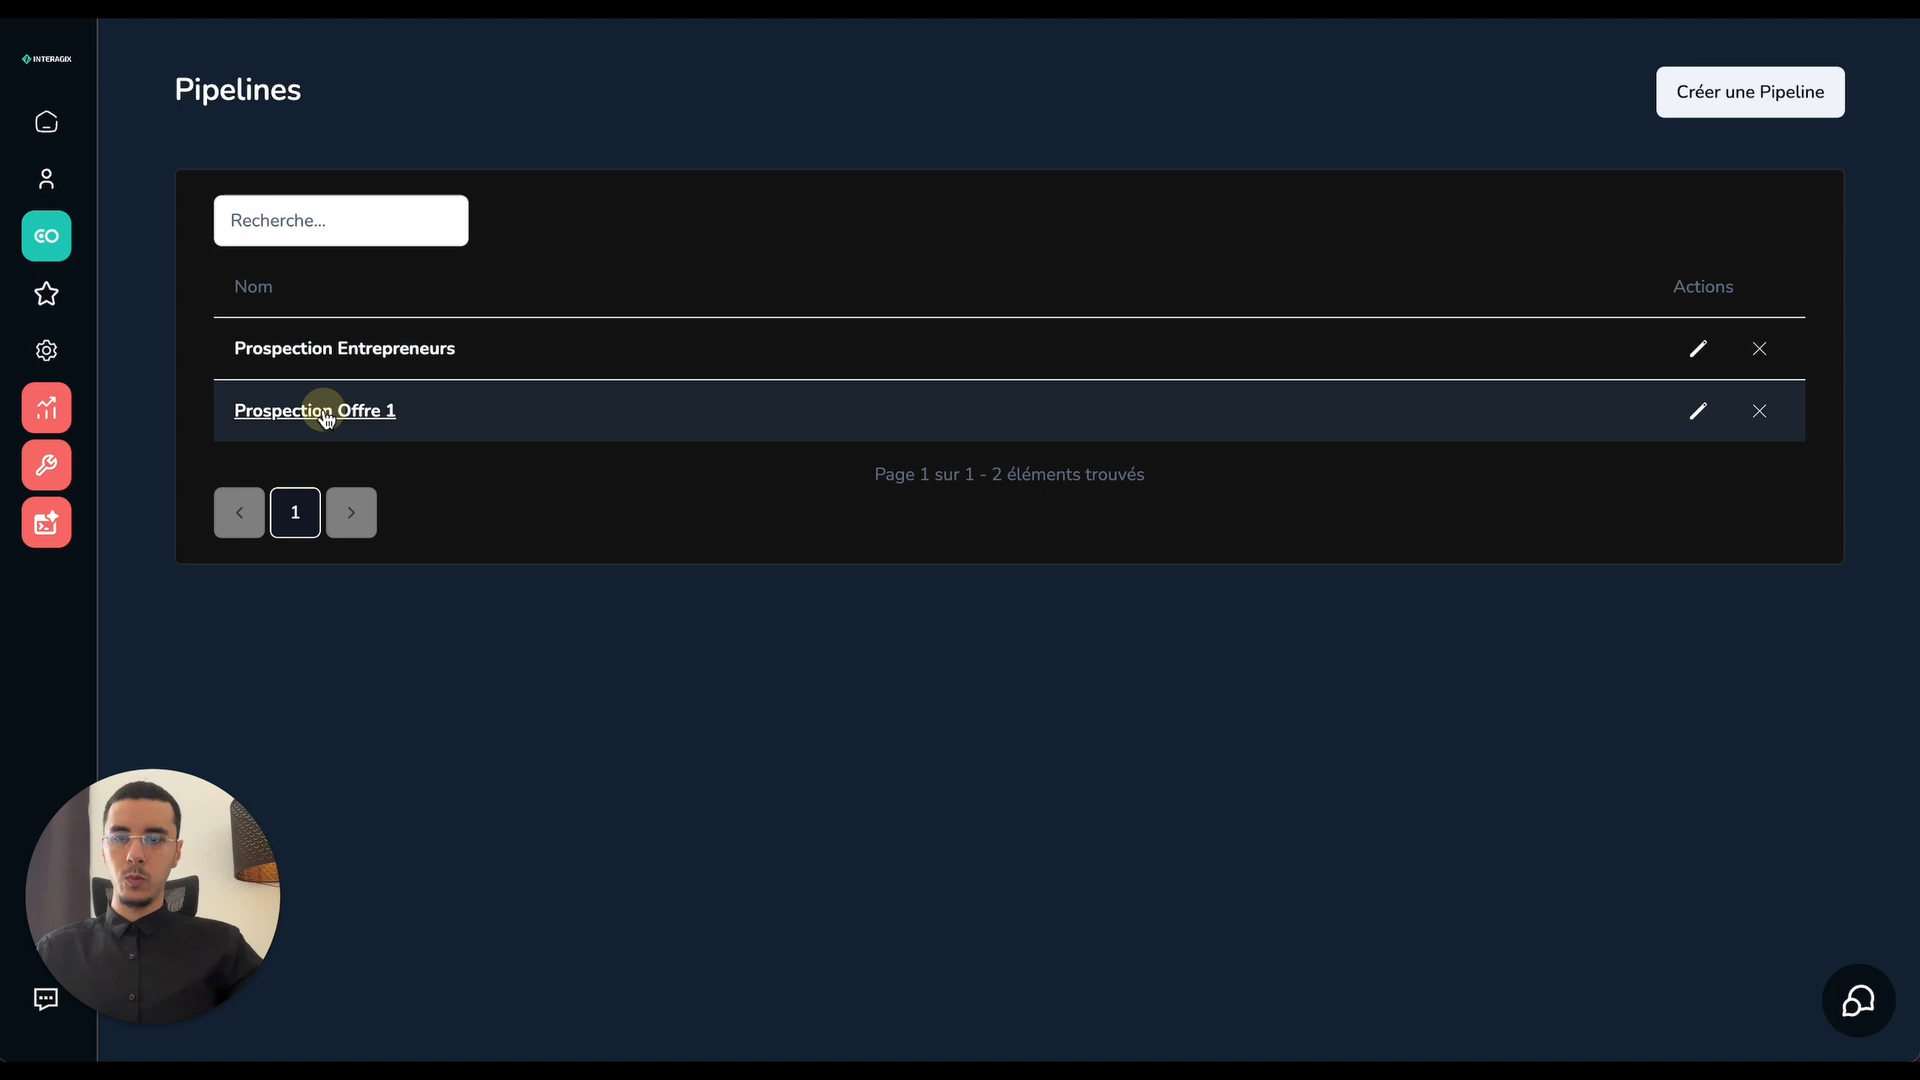 INTERAGIX
Pipelines
Créer une Pipeline
Recherche...
Nom
Actions
Prospection Entrepreneurs
Prospection Offre 1
Page 1 sur 1 - 2 éléments trouvés
1